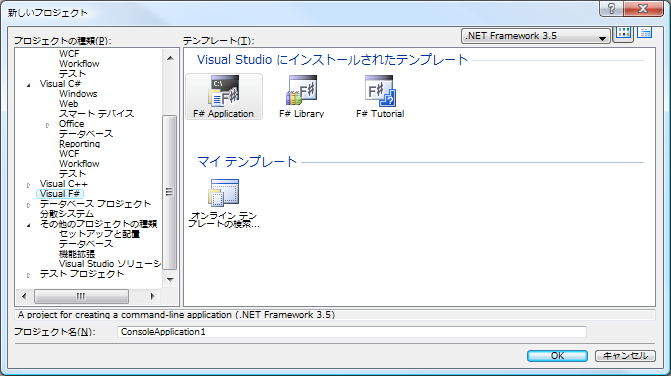 新しいプロジェクト
プロジェクトの種類(P):
テンプレート(T):
.NET Framework 3.5
WCF
Workflow
テスト
Visual C#
Windows
Web
スマート デバイス
Office
データベース
Reporting
WCF
Workflow
テスト
Visual C++
Visual F#
データベース プロジェクト
分散システム
その他のプロジェクトの種類
セットアップと配置
データベース
機能拡張
Visual Studio ソリューシ
テスト プロジェクト
Visual Studio にインストールされたテンプレート
F# Application
F# Library
F# Tutorial
マイ テンプレート
オンライン テン
プレートの検索...
A project for creating a command-line application (.NET Framework 3.5)
プロジェクト名(N):
ConsoleApplication1
OK
キャンセル